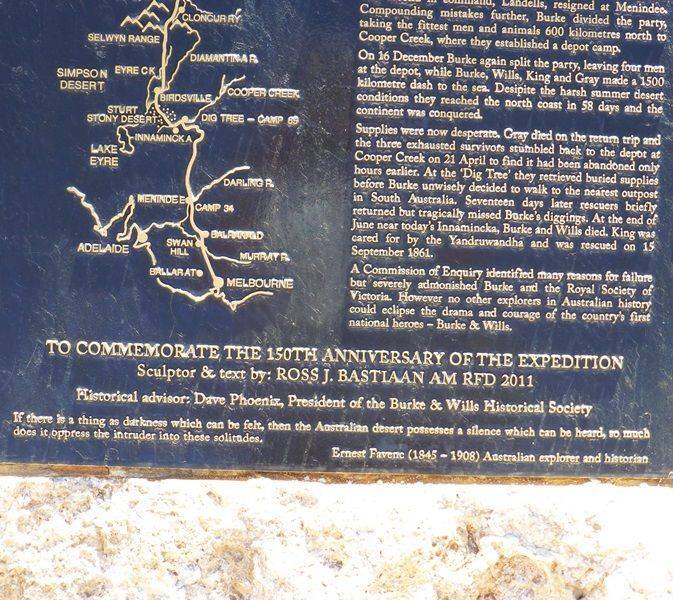 CLONCURRY
SELWYN RANGE
DIAMANTINA R.
EYRE CK
SIMPSON
DESERT
BIRDSVILLE
COOPER CREEK
STURT
STONY DESERT
DIG TREE - CAMP 65
INNAMINCKA
LAKE
EYRE
DARLING R.
MENINDEE
CAMP 34
BALRANALD
ADELAIDE
SWAN
HILL
MURRAY R.
BALLARAT
MELBOURNE
in command, Landells, resigned at Menindee.
Compounding mistakes further, Burke divided the party,
taking the fittest men and animals 600 kilometres north to
Cooper Creek, where they established a depot camp.
On 16 December Burke again split the party, leaving four men
at the depot, while Burke, Wills, King and Gray made a 1500
kilometre dash to the sea. Desipite the harsh summer desert
conditions they reached the north coast in 58 days and the
continent was conquered.
Supplies were now desperate. Gray died on the return trip and
the three exhausted survivors stumbled back to the depot at
Cooper Creek on 21 April to find it had been abandoned only
hours earlier. At the 'Dig Tree' they retrieved buried supplies
before Burke unwisely decided to walk to the nearest outpost
in South Australia. Seventeen days later rescuers briefly
returned but tragically missed Burke's diggings. At the end of
June near today's Innamincka, Burke and Wills died. King was
cared for by the Yandruwandha and was rescued on 15
September 1861.
A Commission of Enquiry identified many reasons for failure
but severely admonished Burke and the Royal Society of
Victoria. However no other explorers in Australian history
could eclipse the drama and courage of the country's first
national heroes – Burke & Wills.
TO COMMEMORATE THE 150TH ANNIVERSARY OF THE EXPEDITION
Sculptor & text by: ROSS J. BASTIAAN AM RFD 2011
Historical advisor: Dave Phoenix, President of the Burke & Wills Historical Society
If there is a thing as darkness which can be felt, then the Australian desert possesses a silence which can be heard, so much
does it oppress the intruder into these solitudes.
Ernest Favenc (1845 – 1908) Australian explorer and historian